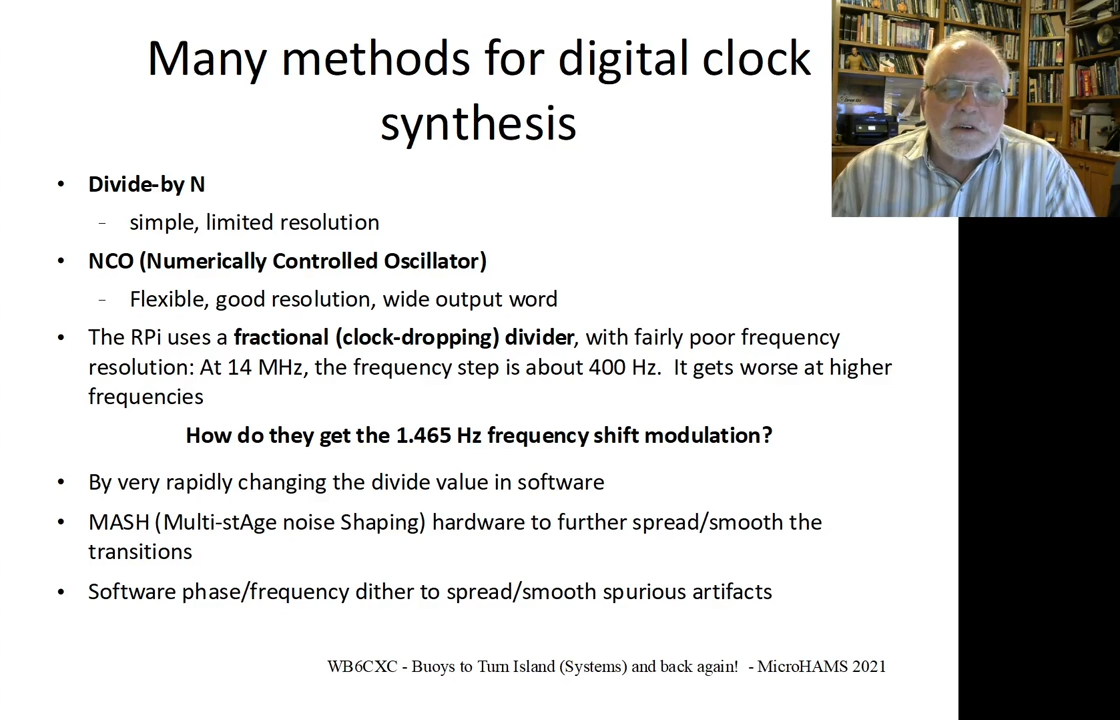 Many methods for digital clock
synthesis
• Divide-by N
– simple, limited resolution
• NCO (Numerically Controlled Oscillator)
– Flexible, good resolution, wide output word
• The RPi uses a fractional (clock-dropping) divider, with fairly poor frequency
resolution: At 14 MHz, the frequency step is about 400 Hz. It gets worse at higher
frequencies
How do they get the 1.465 Hz frequency shift modulation?
• By very rapidly changing the divide value in software
• MASH (Multi-stAge noise Shaping) hardware to further spread/smooth the
transitions
• Software phase/frequency dither to spread/smooth spurious artifacts
WB6CXC - Buoys to Turn Island (Systems) and back again! - MicroHAMS 2021